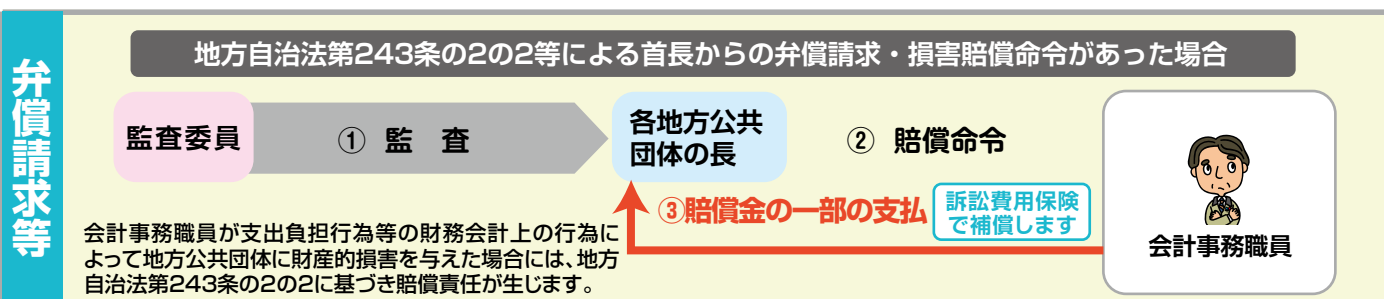 弁償請求等
地方自治法第243条の2の2等による首長からの弁償請求・損害賠償命令があった場合
監査委員
① 監 査
各地方公共
団体の長
② 賠償命令
③賠償金の一部の支払
訴訟費用保険
で補償します
会計事務職員
会計事務職員が支出負担行為等の財務会計上の行為に
よって地方公共団体に財産的損害を与えた場合には、地方
自治法第243条の2の2に基づき賠償責任が生じます。